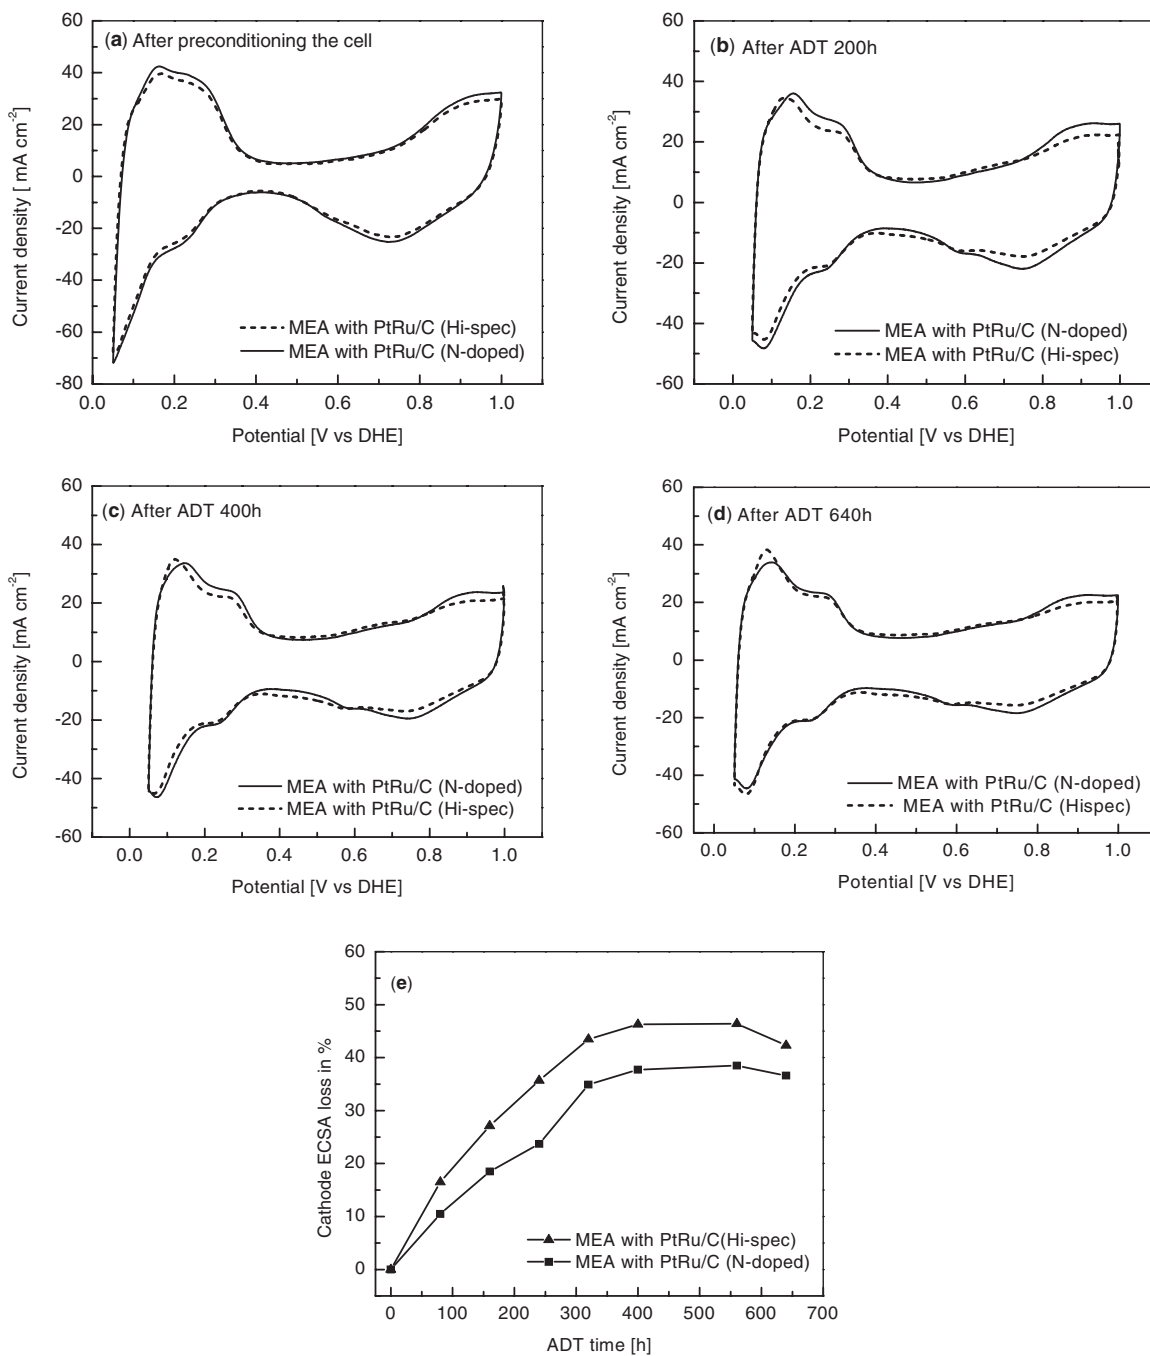 (a) After preconditioning the cell
60
40
20
0
-20
-40
-60
-80
Current density [ mA cm-2]
MEA with PtRu/C (Hi-spec)
MEA with PtRu/C (N-doped)
0.0 0.2 0.4 0.6 0.8 1.0
Potential [V vs DHE]
(b) After ADT 200h
60
40
20
0
-20
-40
-60
Current density [mA cm-2]
MEA with PtRu/C (N-doped)
MEA with PtRu/C (Hi-spec)
0.0 0.2 0.4 0.6 0.8 1.0
Potential [V vs DHE]
(c) After ADT 400h
60
40
20
0
-20
-40
-60
Current density [mA cm-2]
MEA with PtRu/C (N-doped)
MEA with PtRu/C (Hi-spec)
0.0 0.2 0.4 0.6 0.8 1.0
Potential [V vs DHE]
(d) After ADT 640h
60
40
20
0
-20
-40
-60
Current density [mA cm-2]
MEA with PtRu/C (N-doped)
MEA with PtRu/C (Hispec)
0.0 0.2 0.4 0.6 0.8 1.0
Potential [V vs DHE]
(e)
60
50
40
30
20
10
0
Cathode ECSA loss in %
MEA with PtRu/C(Hi-spec)
MEA with PtRu/C (N-doped)
0 100 200 300 400 500 600 700
ADT time [h]